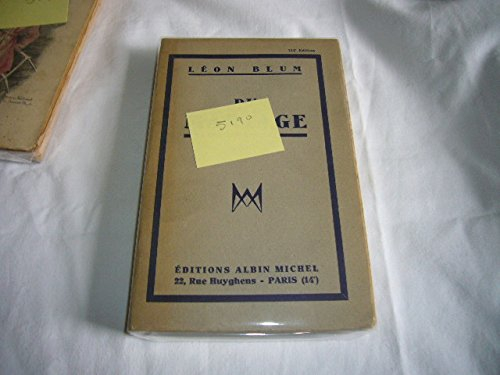 LÉON BLUM
5190
GE
ÉDITIONS ALBIN MICHEL
22, Rue Huyghens - PARIS (14e)